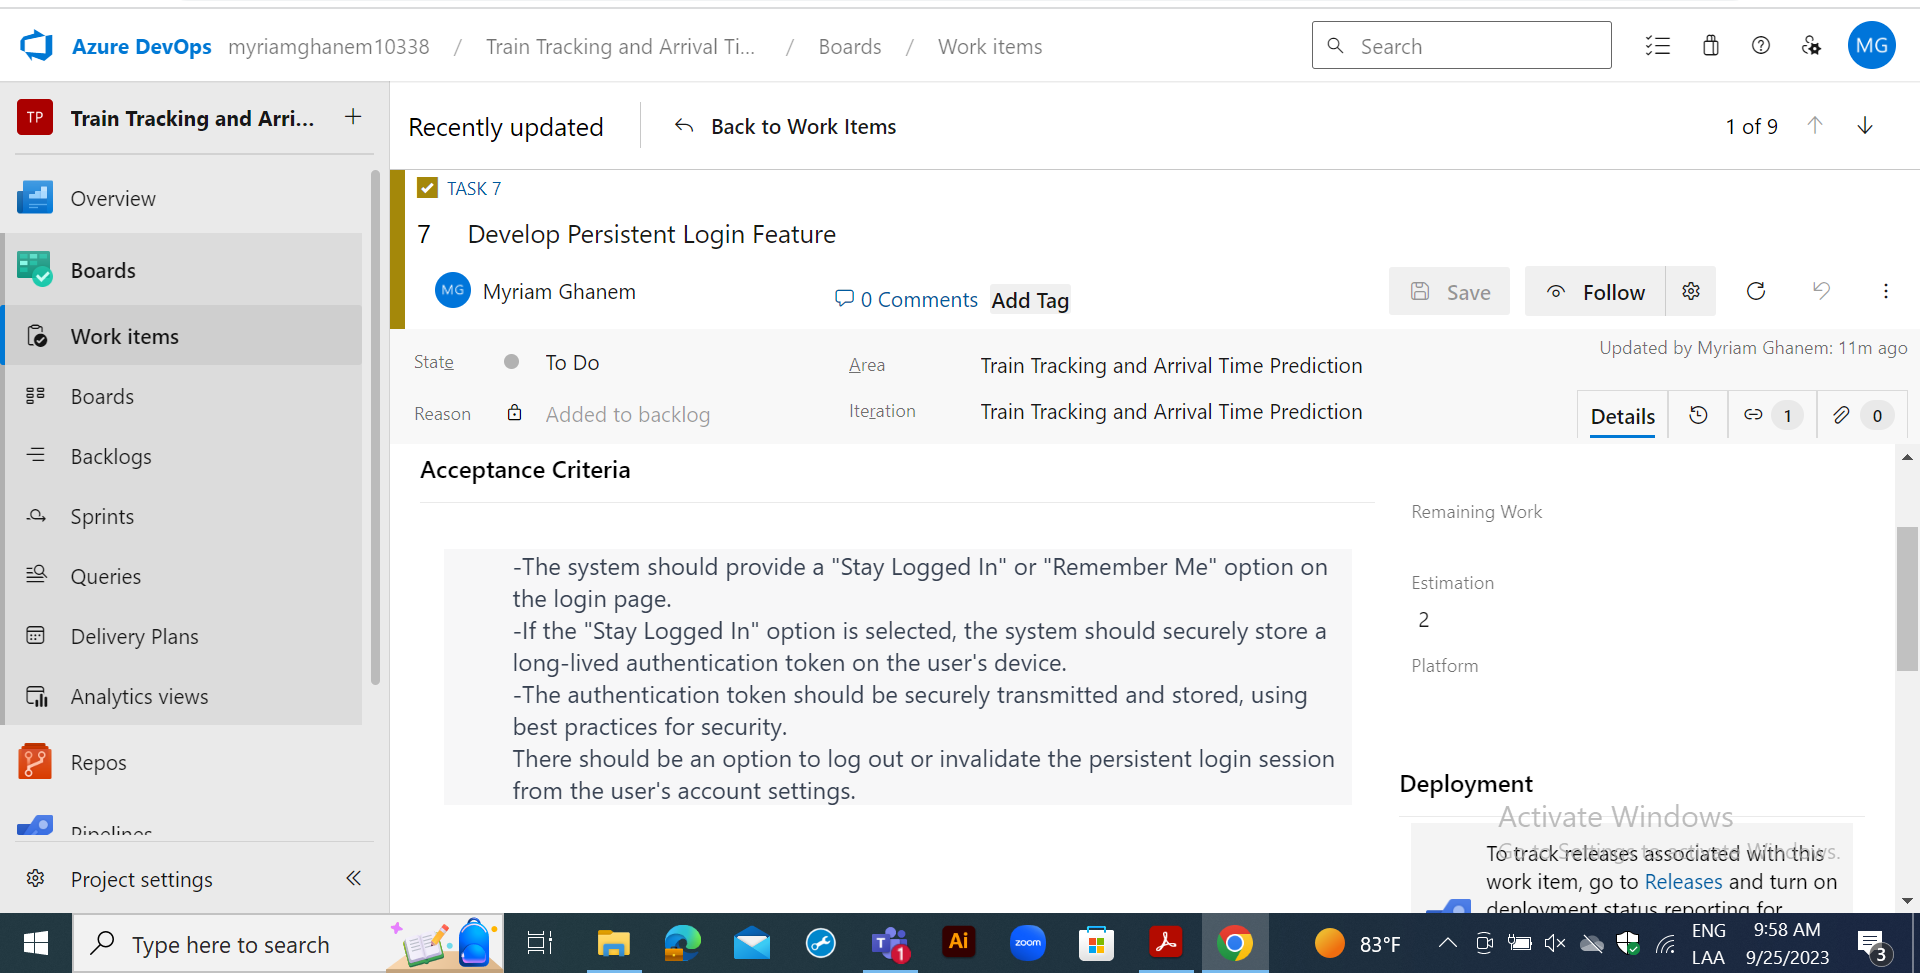 Azure DevOps myriamghanem10338 / Train Tracking and Arrival Ti... / Boards / Work items
Search
MG
TP Train Tracking and Arri... +
Overview
Boards
Work items
Boards
Backlogs
Sprints
Queries
Delivery Plans
Analytics views
Repos
Pipelines
Project settings
Recently updated
Back to Work Items
1 of 9
TASK 7
7 Develop Persistent Login Feature
MG Myriam Ghanem
0 Comments
Add Tag
Save
Follow
State To Do
Area Train Tracking and Arrival Time Prediction
Updated by Myriam Ghanem: 11m ago
Reason Added to backlog
Iteration Train Tracking and Arrival Time Prediction
Details
1
0
Acceptance Criteria
-The system should provide a "Stay Logged In" or "Remember Me" option on
the login page.
-If the "Stay Logged In" option is selected, the system should securely store a
long-lived authentication token on the user's device.
-The authentication token should be securely transmitted and stored, using
best practices for security.
There should be an option to log out or invalidate the persistent login session
from the user's account settings.
Remaining Work
Estimation
2
Platform
Deployment
Activate Windows
Go to Settings to activate Windows.
To track releases associated with this
work item, go to Releases and turn on
deployment status reporting for
Type here to search
T
1
Ai
zoom
83°F
ENG
LAA
9:58 AM
9/25/2023
3